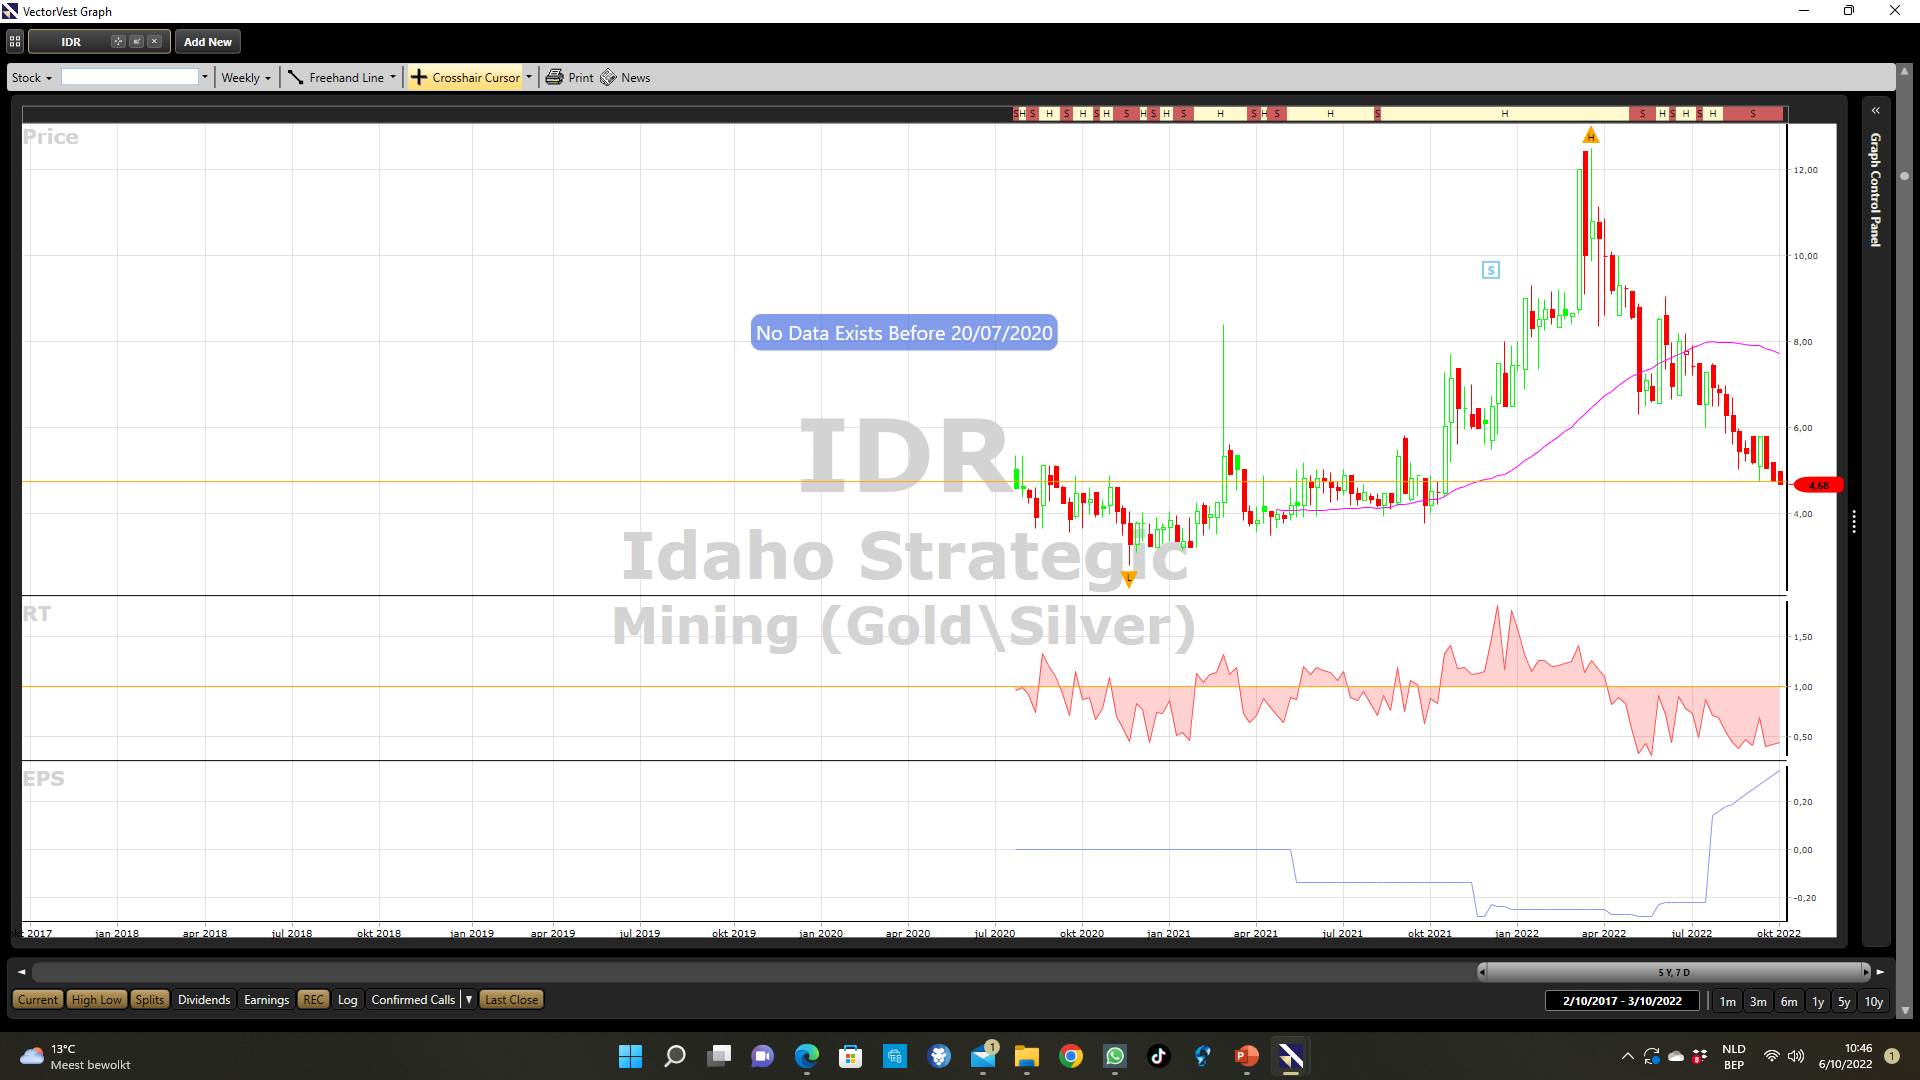 VectorVest Graph
IDR
Add New
Stock
Weekly
Freehand Line
Crosshair Cursor
Print
News
S H S H S H S H S H S H S H S H S H S H S H S H S H S
Price
H
12,00
10,00
S
No Data Exists Before 20/07/2020
8,00
IDR
6,00
4.68
4,00
Idaho Strategic
L
Mining (Gold\Silver)
RT
1,50
1,00
0,50
EPS
0,20
0,00
-0,20
kt 2017 jan 2018 apr 2018 jul 2018 okt 2018 jan 2019 apr 2019 jul 2019 okt 2019 jan 2020 apr 2020 jul 2020 okt 2020 jan 2021 apr 2021 jul 2021 okt 2021 jan 2022 apr 2022 jul 2022 okt 2022
Graph Control Panel
5 Y, 7 D
Current High Low Splits Dividends Earnings REC Log Confirmed Calls Last Close
2/10/2017 - 3/10/2022 1m 3m 6m 1y 5y 10y
13°C
Meest bewolkt
1
NLD
BEP
10:46
6/10/2022
1